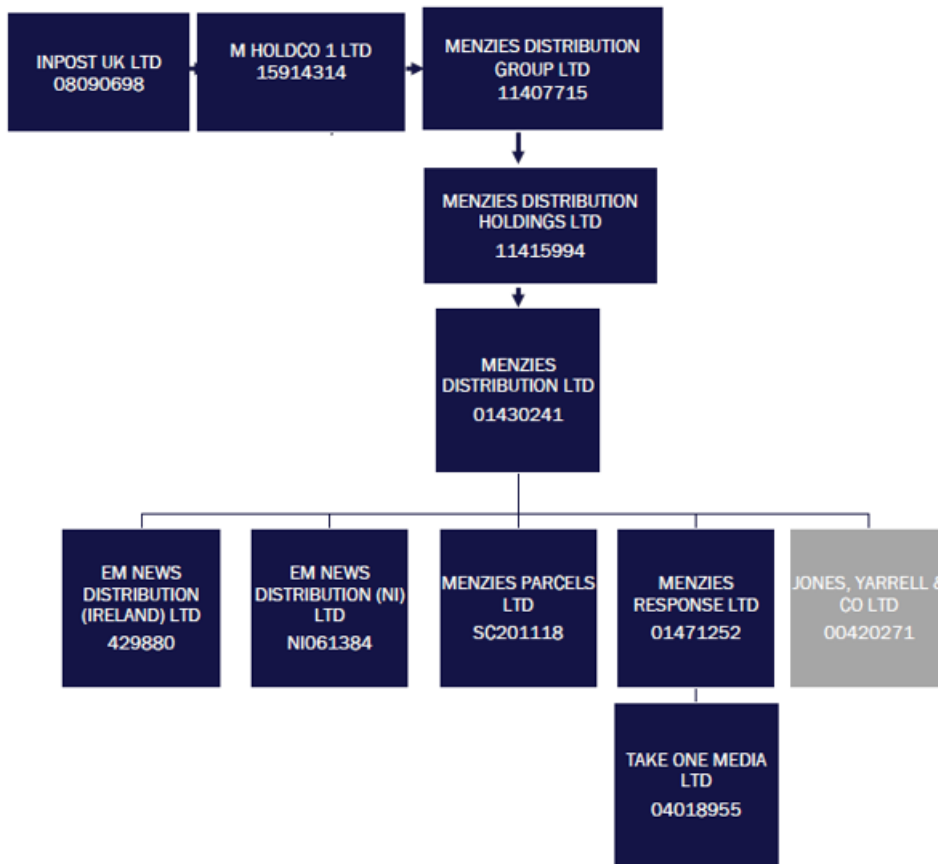 INPOST UK LTD
08090698
M HOLDCO 1 LTD
15914314
MENZIES DISTRIBUTION
GROUP LTD
11407715
MENZIES DISTRIBUTION
HOLDINGS LTD
11415994
MENZIES
DISTRIBUTION LTD
01430241
EM NEWS
DISTRIBUTION
(IRELAND) LTD
429880
EM NEWS
DISTRIBUTION (NI)
LTD
NI061384
MENZIES PARCELS
LTD
SC201118
MENZIES
RESPONSE LTD
01471252
JONES, YARRELL &
CO LTD
00420271
TAKE ONE MEDIA
LTD
04018955